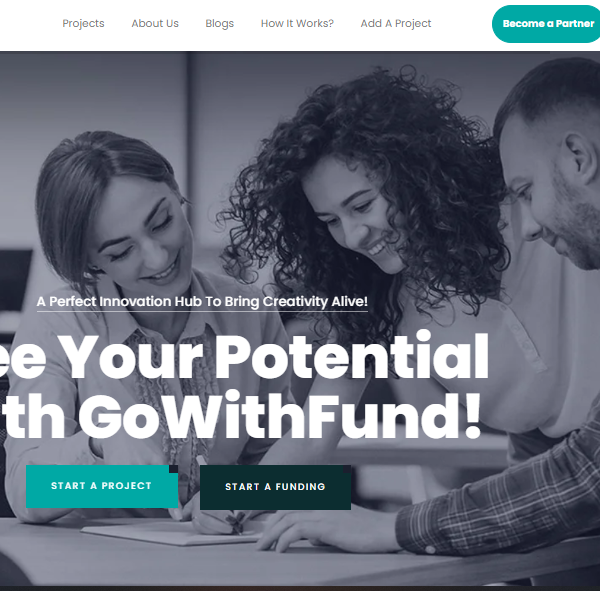 Projects About Us Blogs How It Works? Add A Project Become a Partner
A Perfect Innovation Hub To Bring Creativity Alive!
ee Your Potential
th GoWithFund!
START A PROJECT START A FUNDING